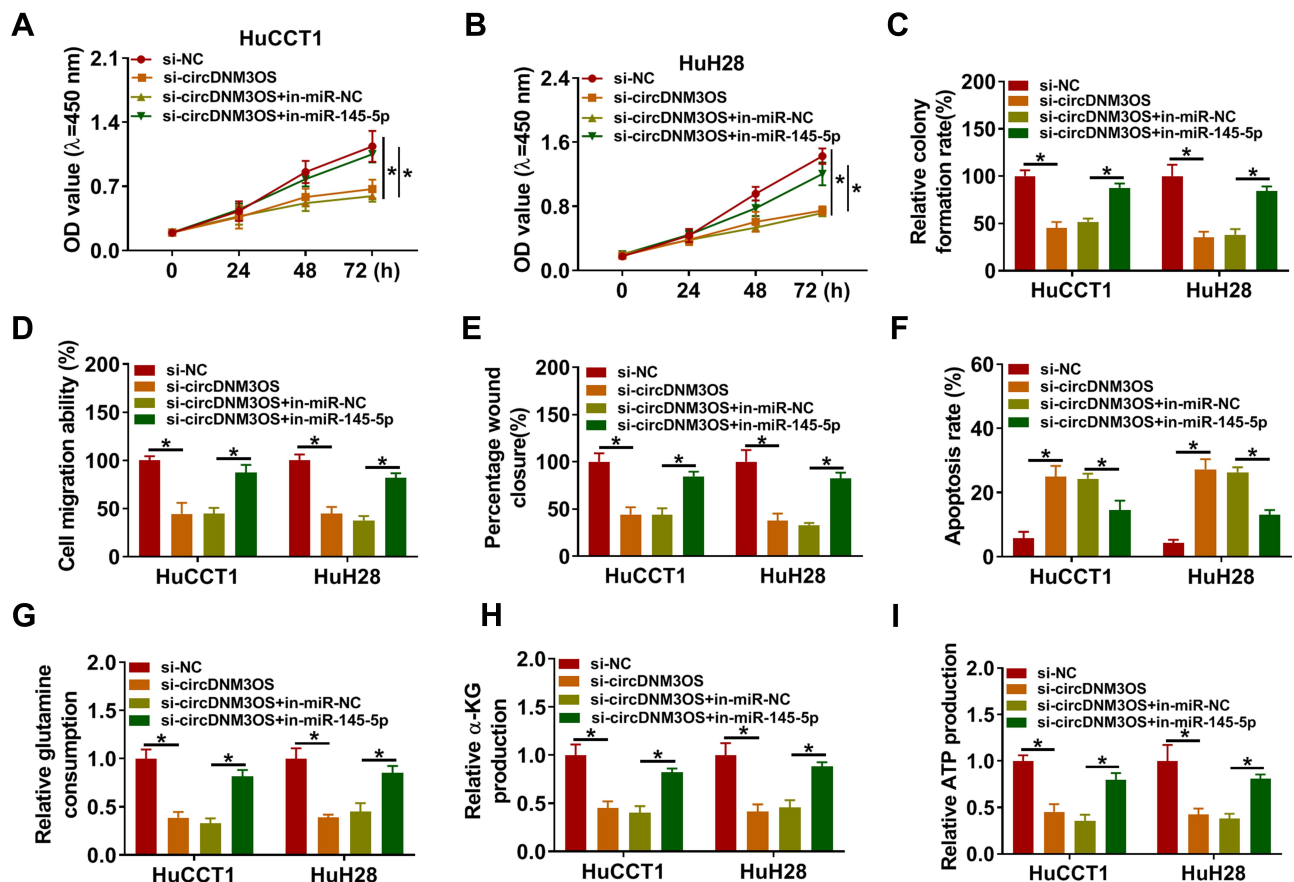 A
HuCCT1
OD value (λ=450 nm)
2.1
1.4
0.7
0.0
si-NC
si-circDNM3OS
si-circDNM3OS+in-miR-NC
si-circDNM3OS+in-miR-145-5p
* *
0 24 48 72 (h)
B
HuH28
OD value (λ=450 nm)
2.4
1.6
0.8
0.0
si-NC
si-circDNM3OS
si-circDNM3OS+in-miR-NC
si-circDNM3OS+in-miR-145-5p
* *
0 24 48 72 (h)
C
Relative colony
formation rate(%)
200
150
100
50
0
si-NC
si-circDNM3OS
si-circDNM3OS+in-miR-NC
si-circDNM3OS+in-miR-145-5p
* * * *
HuCCT1 HuH28
D
Cell migration ability (%)
200
150
100
50
0
si-NC
si-circDNM3OS
si-circDNM3OS+in-miR-NC
si-circDNM3OS+in-miR-145-5p
* * * *
HuCCT1 HuH28
E
Percentage wound
closure(%)
200
150
100
50
0
si-NC
si-circDNM3OS
si-circDNM3OS+in-miR-NC
si-circDNM3OS+in-miR-145-5p
* * * *
HuCCT1 HuH28
F
Apoptosis rate (%)
60
40
20
0
si-NC
si-circDNM3OS
si-circDNM3OS+in-miR-NC
si-circDNM3OS+in-miR-145-5p
* * * *
HuCCT1 HuH28
G
Relative glutamine
consumption
2.0
1.5
1.0
0.5
0.0
si-NC
si-circDNM3OS
si-circDNM3OS+in-miR-NC
si-circDNM3OS+in-miR-145-5p
* * * *
HuCCT1 HuH28
H
Relative α-KG
production
2.0
1.5
1.0
0.5
0.0
si-NC
si-circDNM3OS
si-circDNM3OS+in-miR-NC
si-circDNM3OS+in-miR-145-5p
* * * *
HuCCT1 HuH28
I
Relative ATP production
2.0
1.5
1.0
0.5
0.0
si-NC
si-circDNM3OS
si-circDNM3OS+in-miR-NC
si-circDNM3OS+in-miR-145-5p
* * * *
HuCCT1 HuH28